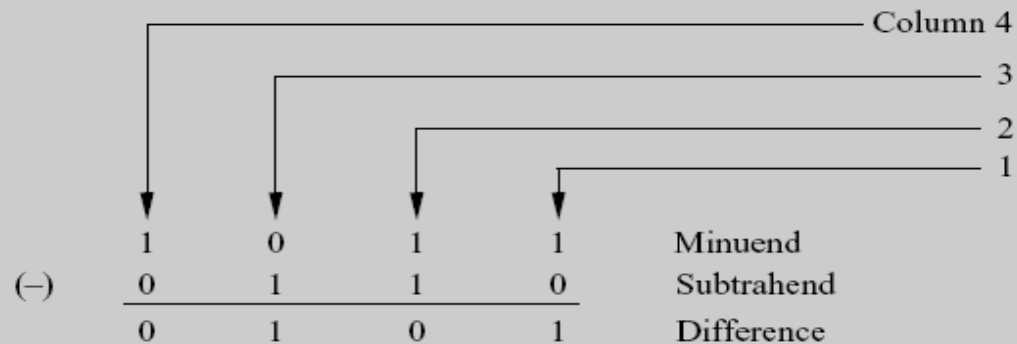 Column 4
3
2
1
1 0 1 1 Minuend
(–) 0 1 1 0 Subtrahend
0 1 0 1 Difference